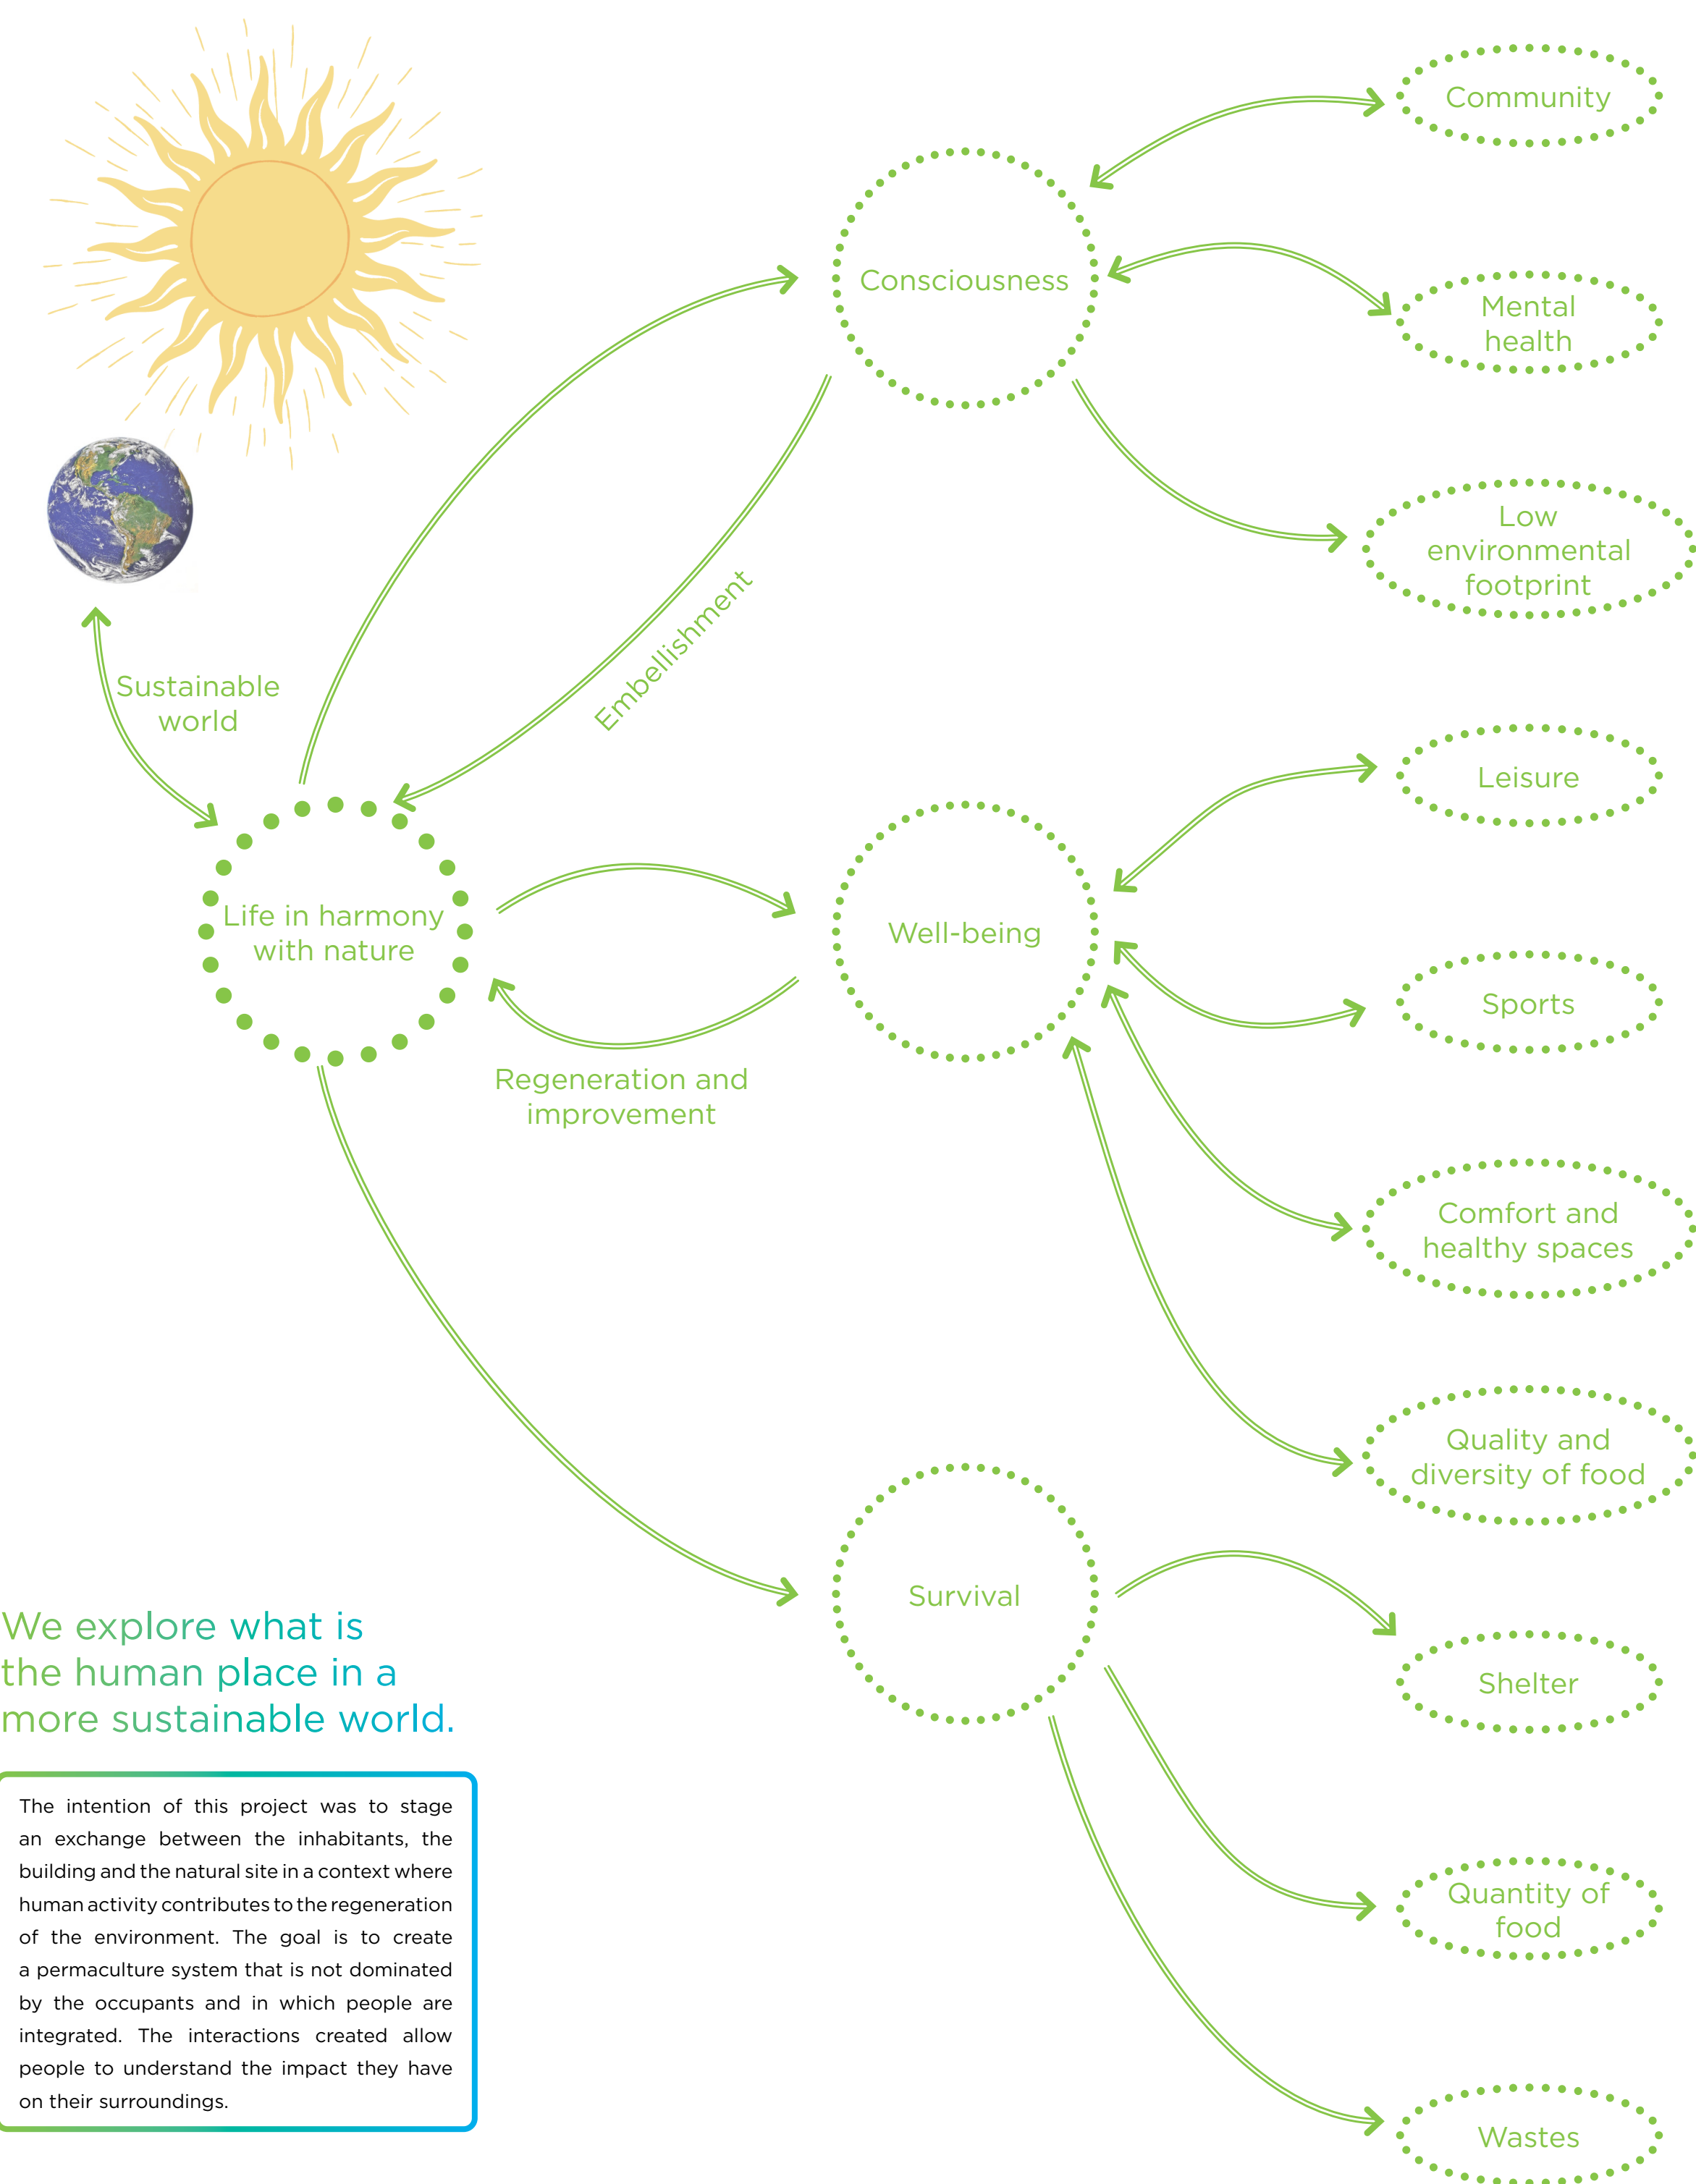 Community
Consciousness
Mental
health
Low
environmental
footprint
Embellishment
Sustainable
world
Leisure
Life in harmony
with nature
Well-being
Sports
Regeneration and
improvement
Comfort and
healthy spaces
Quality and
diversity of food
Survival
Shelter
Quantity of
food
Wastes
We explore what is
the human place in a
more sustainable world.
The intention of this project was to stage
an exchange between the inhabitants, the
building and the natural site in a context where
human activity contributes to the regeneration
of the environment. The goal is to create
a permaculture system that is not dominated
by the occupants and in which people are
integrated. The interactions created allow
people to understand the impact they have
on their surroundings.